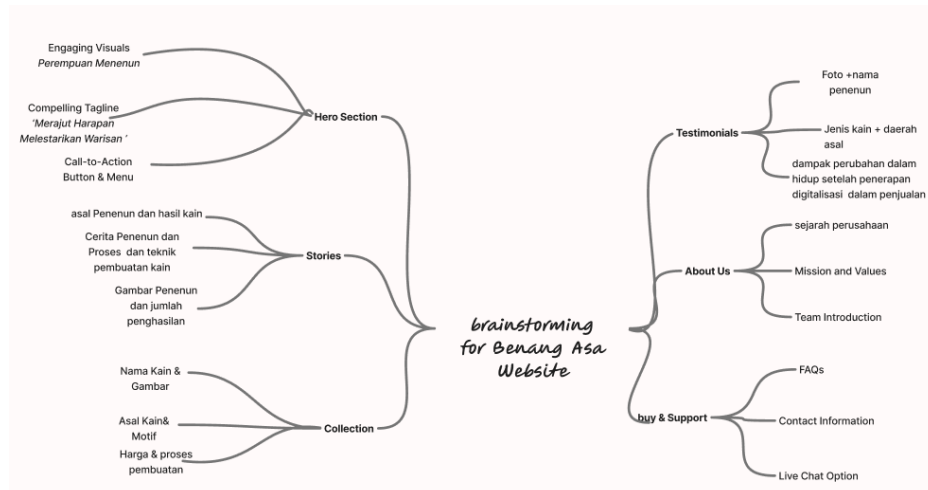 Engaging Visuals
Perempuan Menenun
Compelling Tagline
'Merajut Harapan
Melestarikan Warisan '
Call-to-Action
Button & Menu
Hero Section
asal Penenun dan hasil kain
Cerita Penenun dan
Proses dan teknik
pembuatan kain
Gambar Penenun
dan jumlah
penghasilan
Stories
Nama Kain &
Gambar
Asal Kain&
Motif
Harga & proses
pembuatan
Collection
brainstorming
for Benang Asa
Website
Testimonials
Foto +nama
penenun
Jenis kain + daerah
asal
dampak perubahan dalam
hidup setelah penerapan
digitalisasi dalam penjualan
About Us
sejarah perusahaan
Mission and Values
Team Introduction
buy & Support
FAQs
Contact Information
Live Chat Option